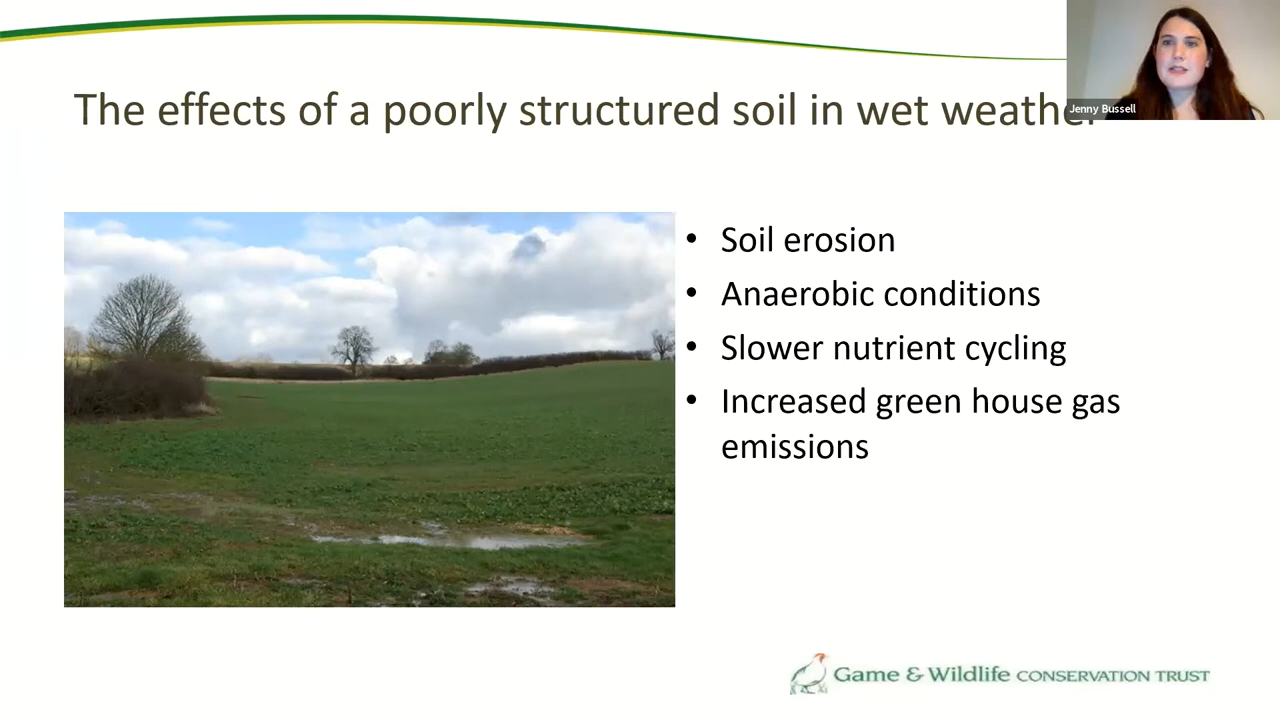 The effects of a poorly structured soil in wet weather
Jenny Bussell
• Soil erosion
• Anaerobic conditions
• Slower nutrient cycling
• Increased green house gas
emissions
Game & Wildlife CONSERVATION TRUST